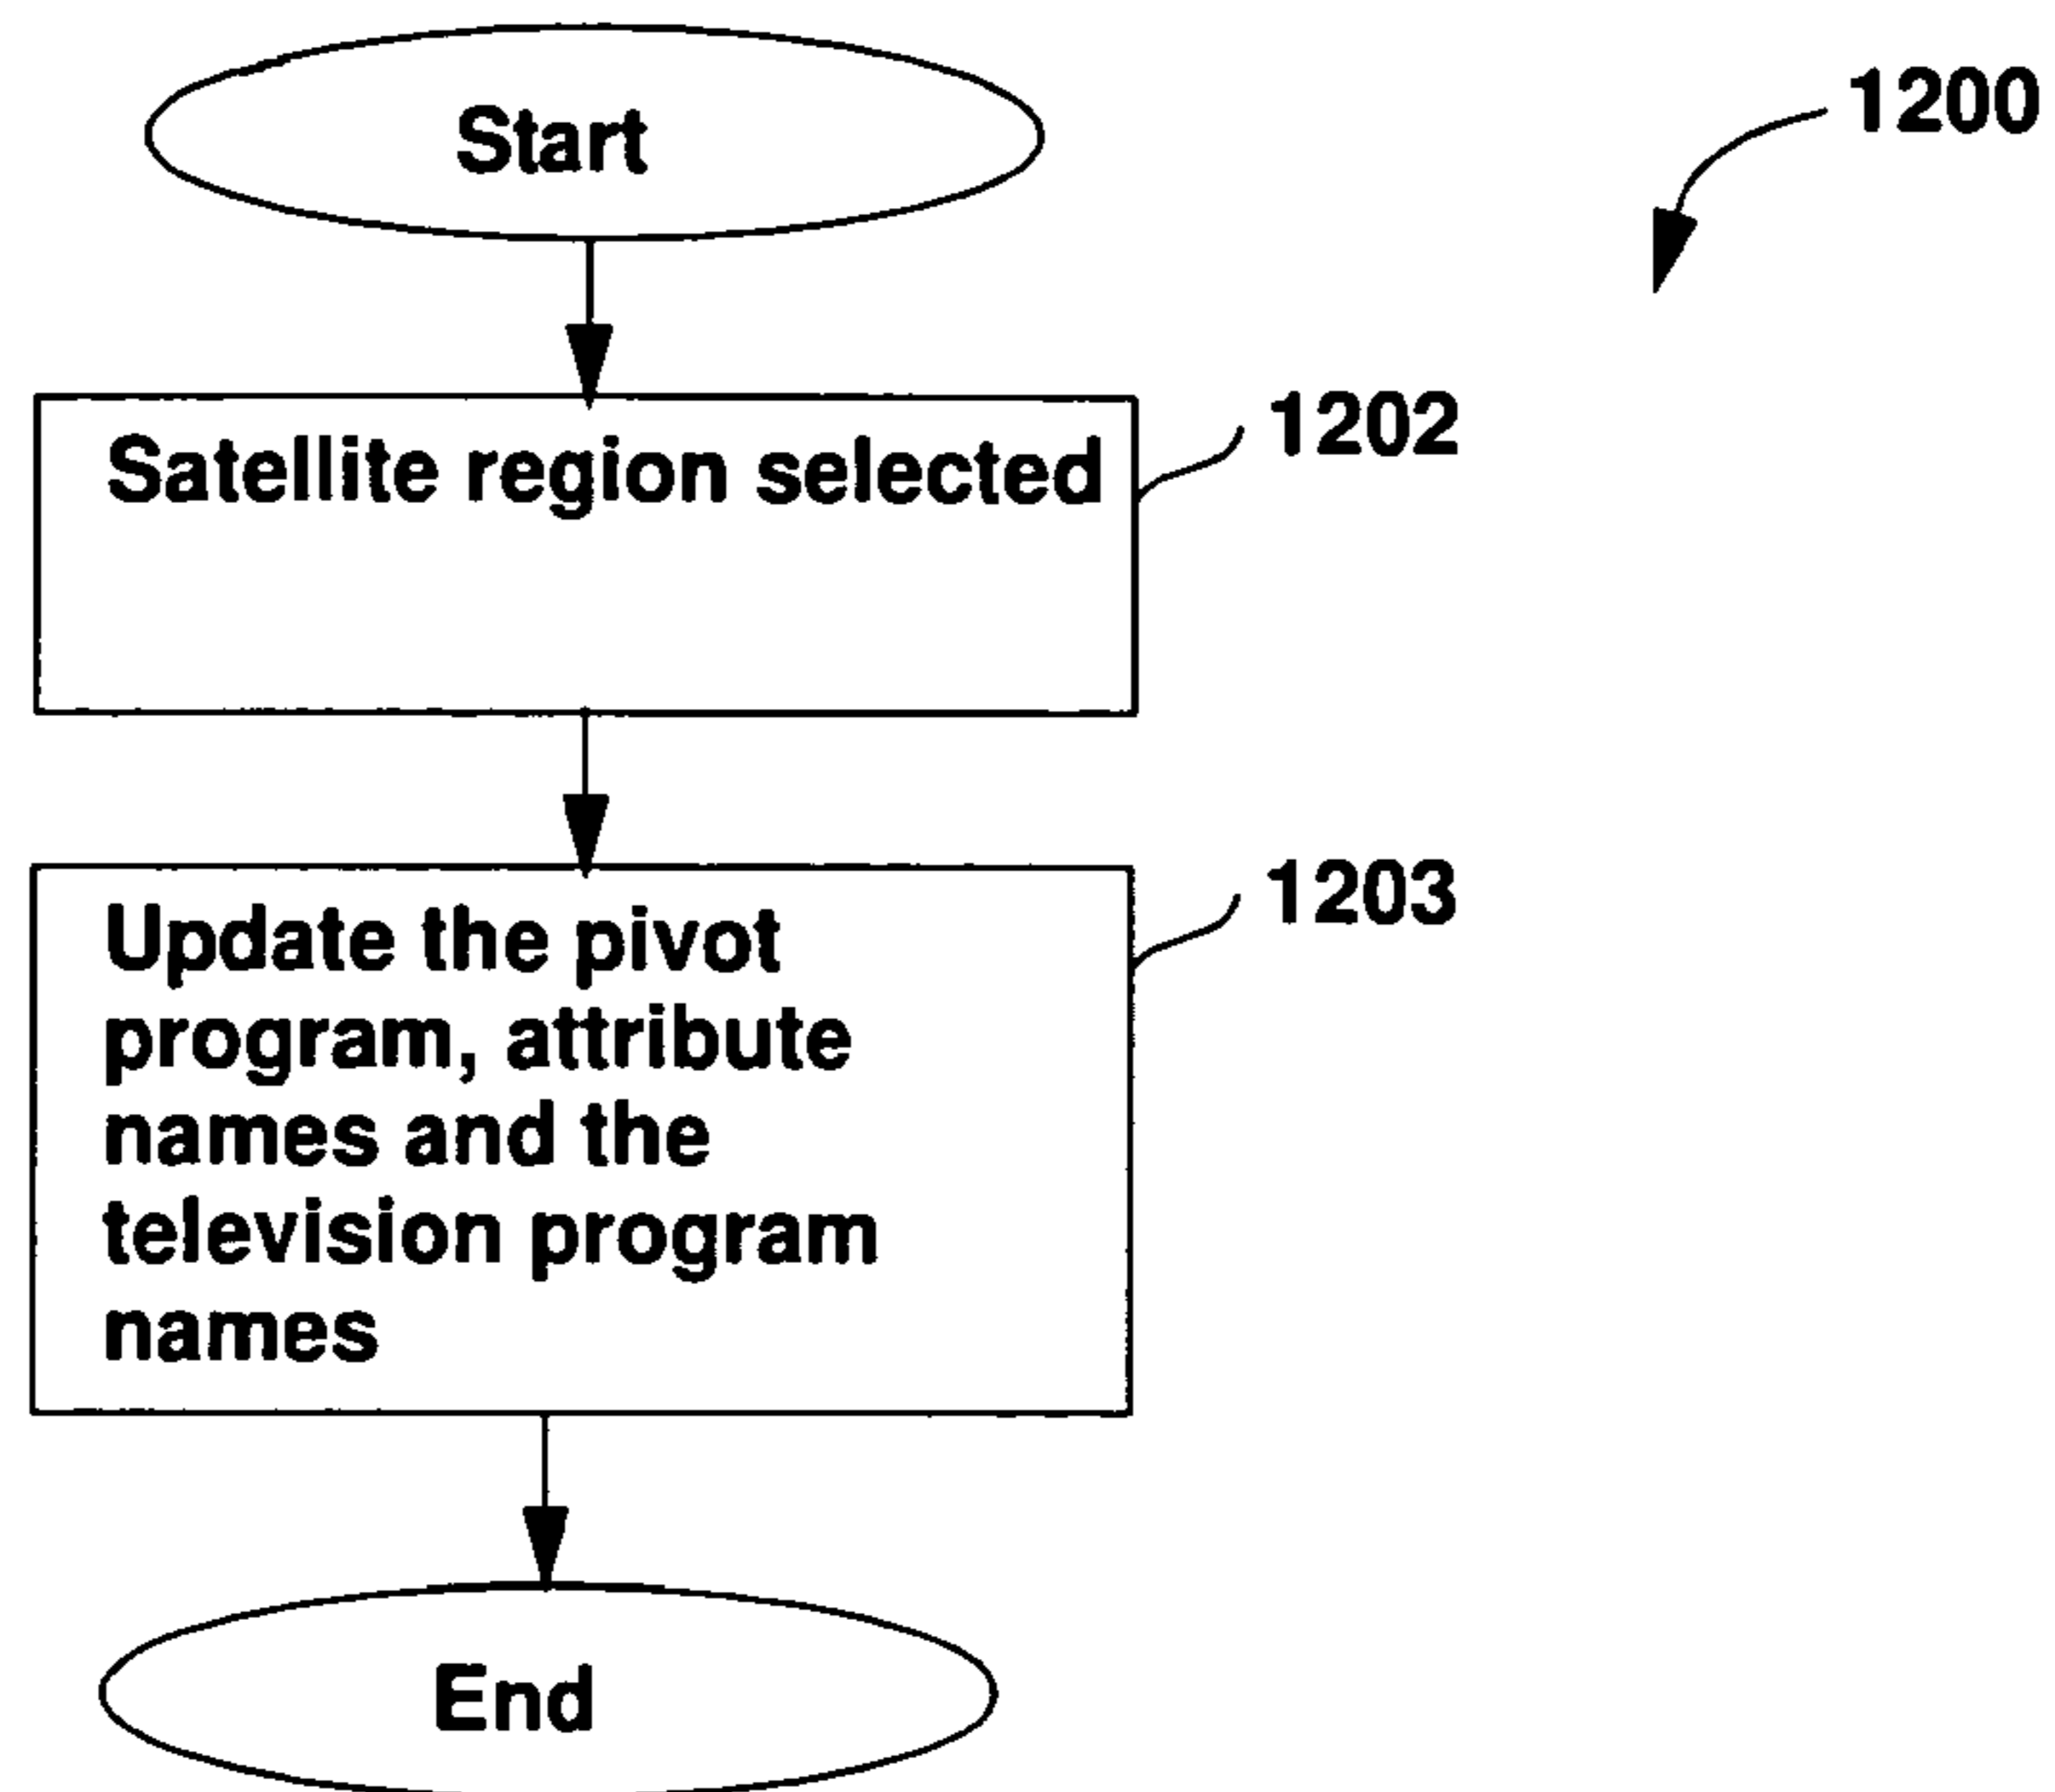 Start
1200
Satellite region selected
1202
Update the pivot
program, attribute
names and the
television program
names
1203
End